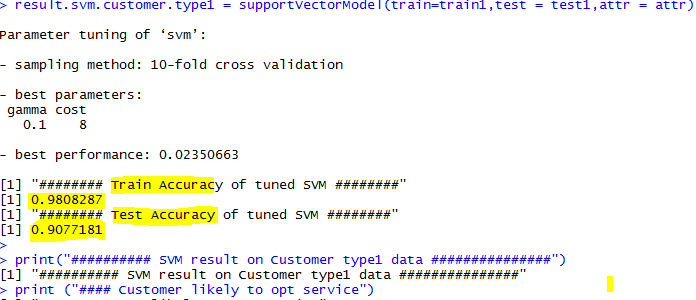 > result.svm.customer.type1 = supportVectorModel(train=train1,test = test1,attr = attr)
Parameter tuning of ‘svm’:
- sampling method: 10-fold cross validation
- best parameters:
gamma cost
0.1 8
- best performance: 0.02350663
[1] "######## Train Accuracy of tuned SVM ########"
[1] 0.9808287
[1] "######## Test Accuracy of tuned SVM ########"
[1] 0.9077181
>
> print("########## SVM result on Customer type1 data ##############")
[1] "########## SVM result on Customer type1 data ##############"
> print ("#### Customer likely to opt service")